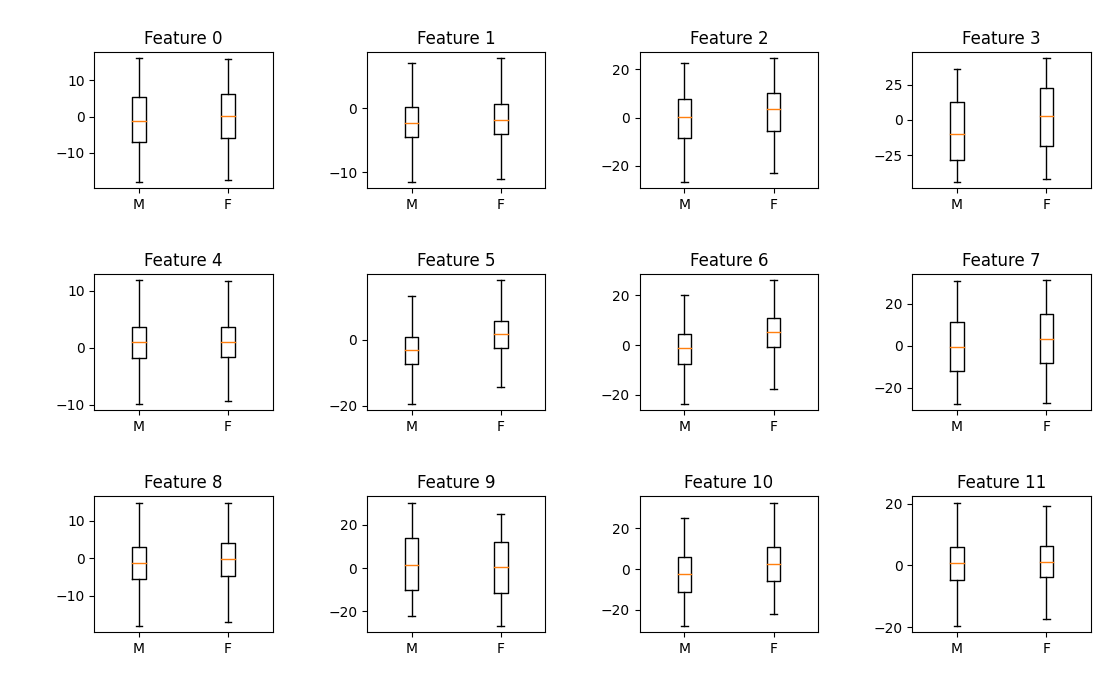 Feature 0
Feature 1
Feature 2
Feature 3
10
0
−10
0
−10
20
0
−20
25
0
−25
M F
M F
M F
M F
Feature 4
Feature 5
Feature 6
Feature 7
10
0
−10
0
−20
20
0
−20
20
0
−20
M F
M F
M F
M F
Feature 8
Feature 9
Feature 10
Feature 11
10
0
−10
20
0
−20
20
0
−20
20
0
−20
M F
M F
M F
M F